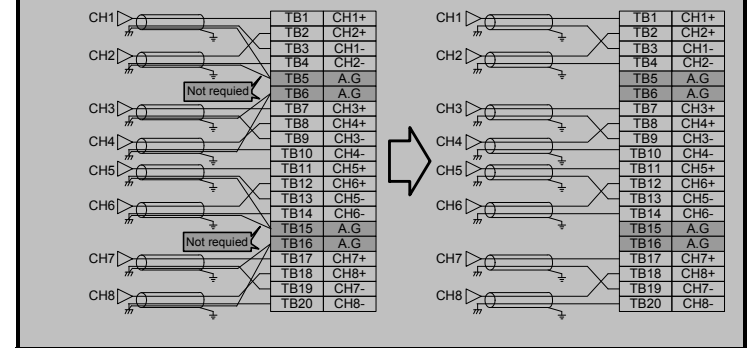 CH1 TB1 CH1+
TB2 CH2+
TB3 CH1-
CH2 TB4 CH2-
TB5 A.G
Not requied TB6 A.G
CH3 TB7 CH3+
TB8 CH4+
CH4 TB9 CH3-
TB10 CH4-
CH5 TB11 CH5+
TB12 CH6+
TB13 CH5-
CH6 TB14 CH6-
TB15 A.G
Not requied TB16 A.G
CH7 TB17 CH7+
TB18 CH8+
TB19 CH7-
CH8 TB20 CH8-
CH1 TB1 CH1+
TB2 CH2+
TB3 CH1-
CH2 TB4 CH2-
TB5 A.G
TB6 A.G
CH3 TB7 CH3+
TB8 CH4+
CH4 TB9 CH3-
TB10 CH4-
CH5 TB11 CH5+
TB12 CH6+
TB13 CH5-
CH6 TB14 CH6-
TB15 A.G
TB16 A.G
CH7 TB17 CH7+
TB18 CH8+
TB19 CH7-
CH8 TB20 CH8-